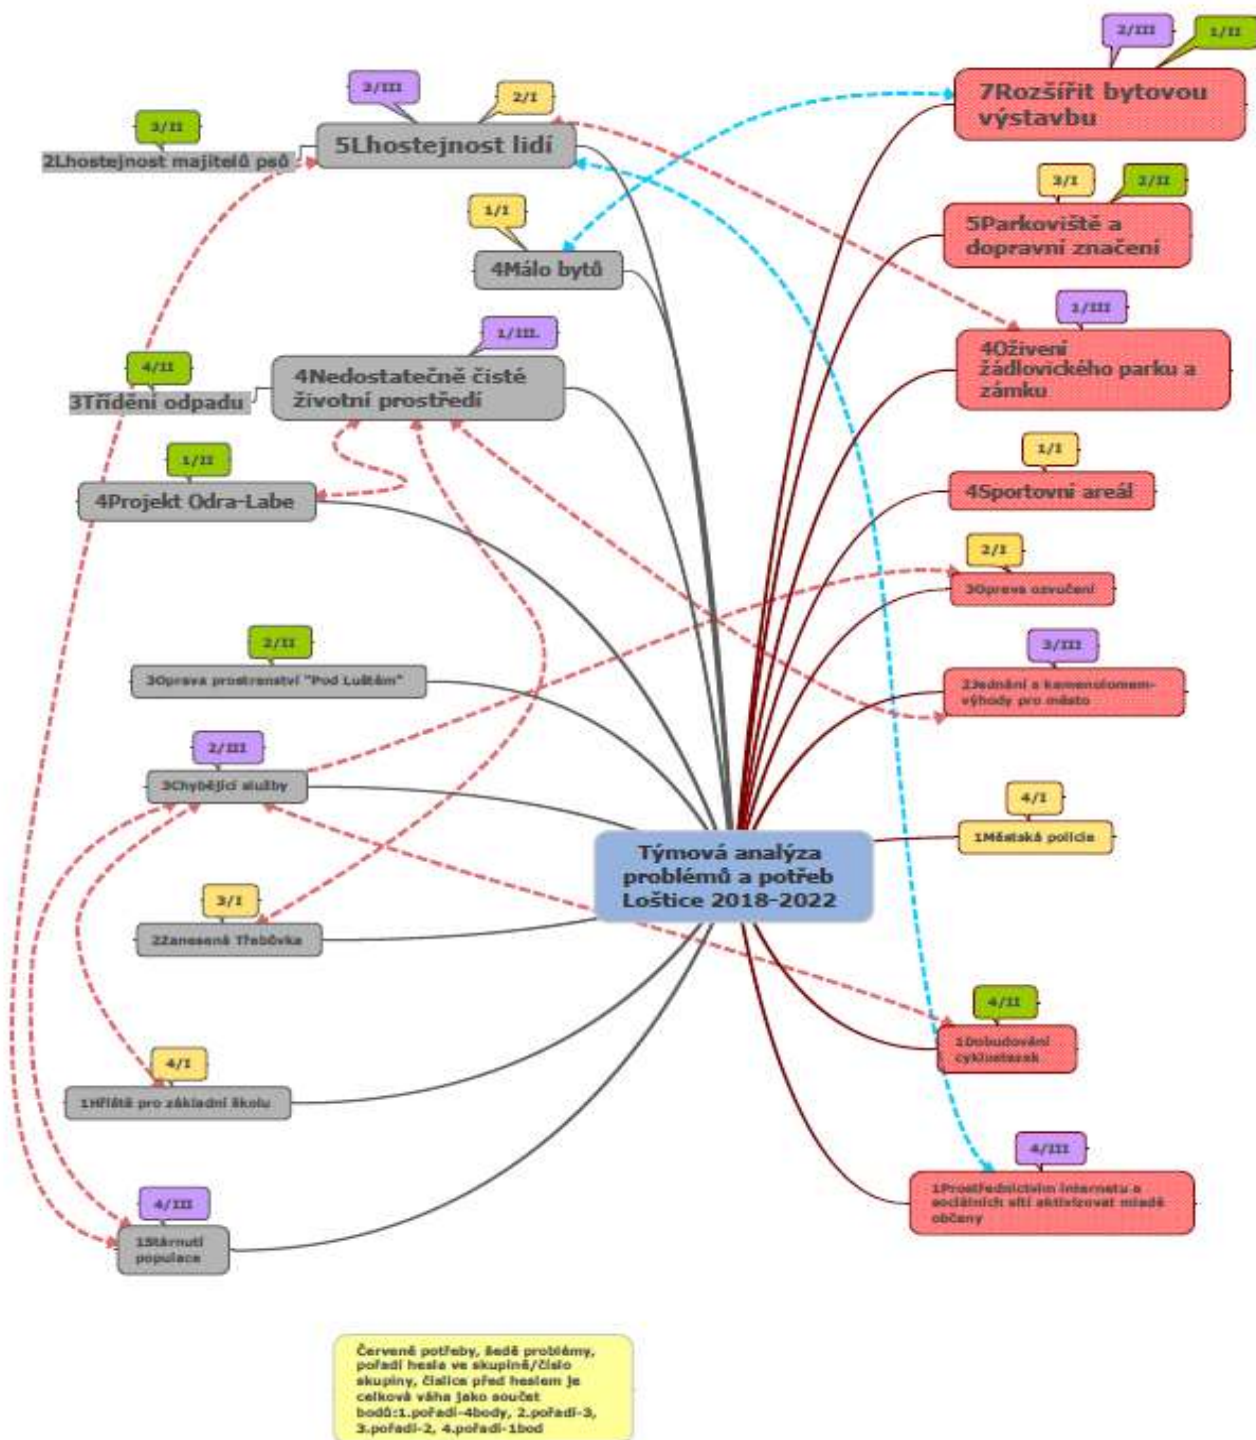 2/III
1/II
7Rozšířit bytovou
výstavbu
3/III
2/I
5Lhostejnost lidí
3/II
2Lhostejnost majitelů psů
3/I
2/II
5Parkoviště a
dopravní značení
1/I
4Málo bytů
1/III
4Oživení
žádlovického parku a
zámku
1/III.
4Nedostatečně čisté
životní prostředí
4/II
3Třídění odpadu
1/I
4Sportovní areál
1/II
4Projekt Odra-Labe
2/I
3Oprava ozvučení
2/II
3Oprava prostrenství "Pod Luštěm"
3/III
2Jednání s kamenolomem-
výhody pro město
2/III
3Chybějící služby
4/I
1Městská policie
Týmová analýza
problémů a potřeb
Loštice 2018-2022
3/I
2Zanesená Třebůvka
4/II
1Dobudování
cyklostezek
4/I
1Hřiště pro základní školu
4/III
1Prostřednictvím internetu a
sociálních sítí aktivizovat mladé
občany
4/III
1Stárnutí
populace
Červeně potřeby, šedě problémy,
pořadí hesla ve skupině/číslo
skupiny, číslice před heslem je
celková váha jako součet
bodů:1.pořadí-4body, 2.pořadí-3,
3.pořadí-2, 4.pořadí-1bod